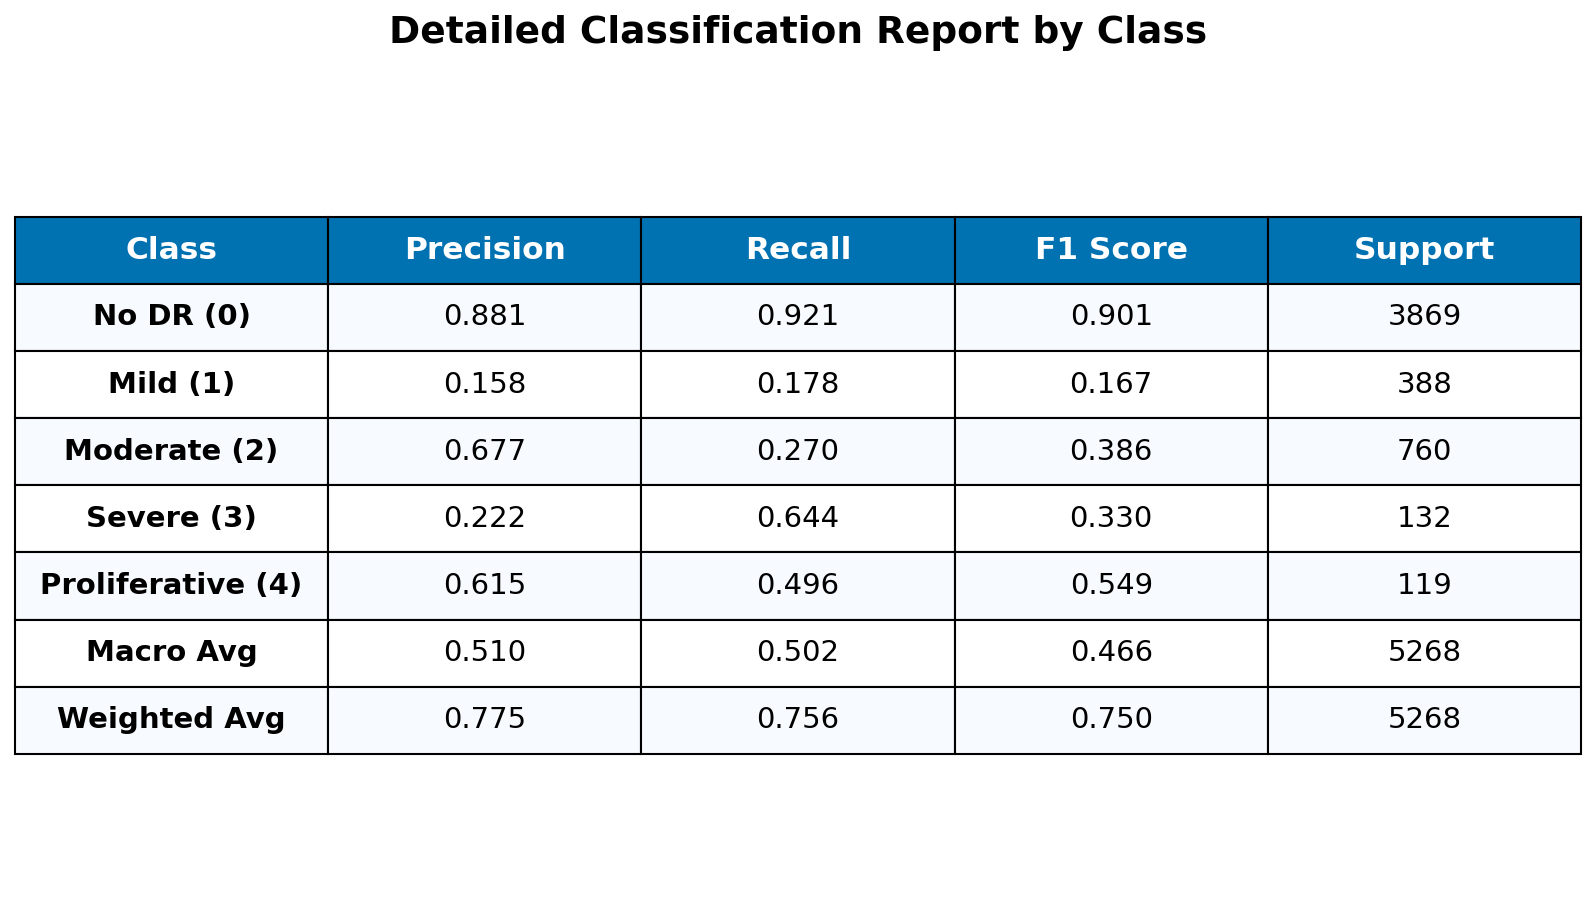 Detailed Classification Report by Class
Class Precision Recall F1 Score Support
No DR (0) 0.881 0.921 0.901 3869
Mild (1) 0.158 0.178 0.167 388
Moderate (2) 0.677 0.270 0.386 760
Severe (3) 0.222 0.644 0.330 132
Proliferative (4) 0.615 0.496 0.549 119
Macro Avg 0.510 0.502 0.466 5268
Weighted Avg 0.775 0.756 0.750 5268